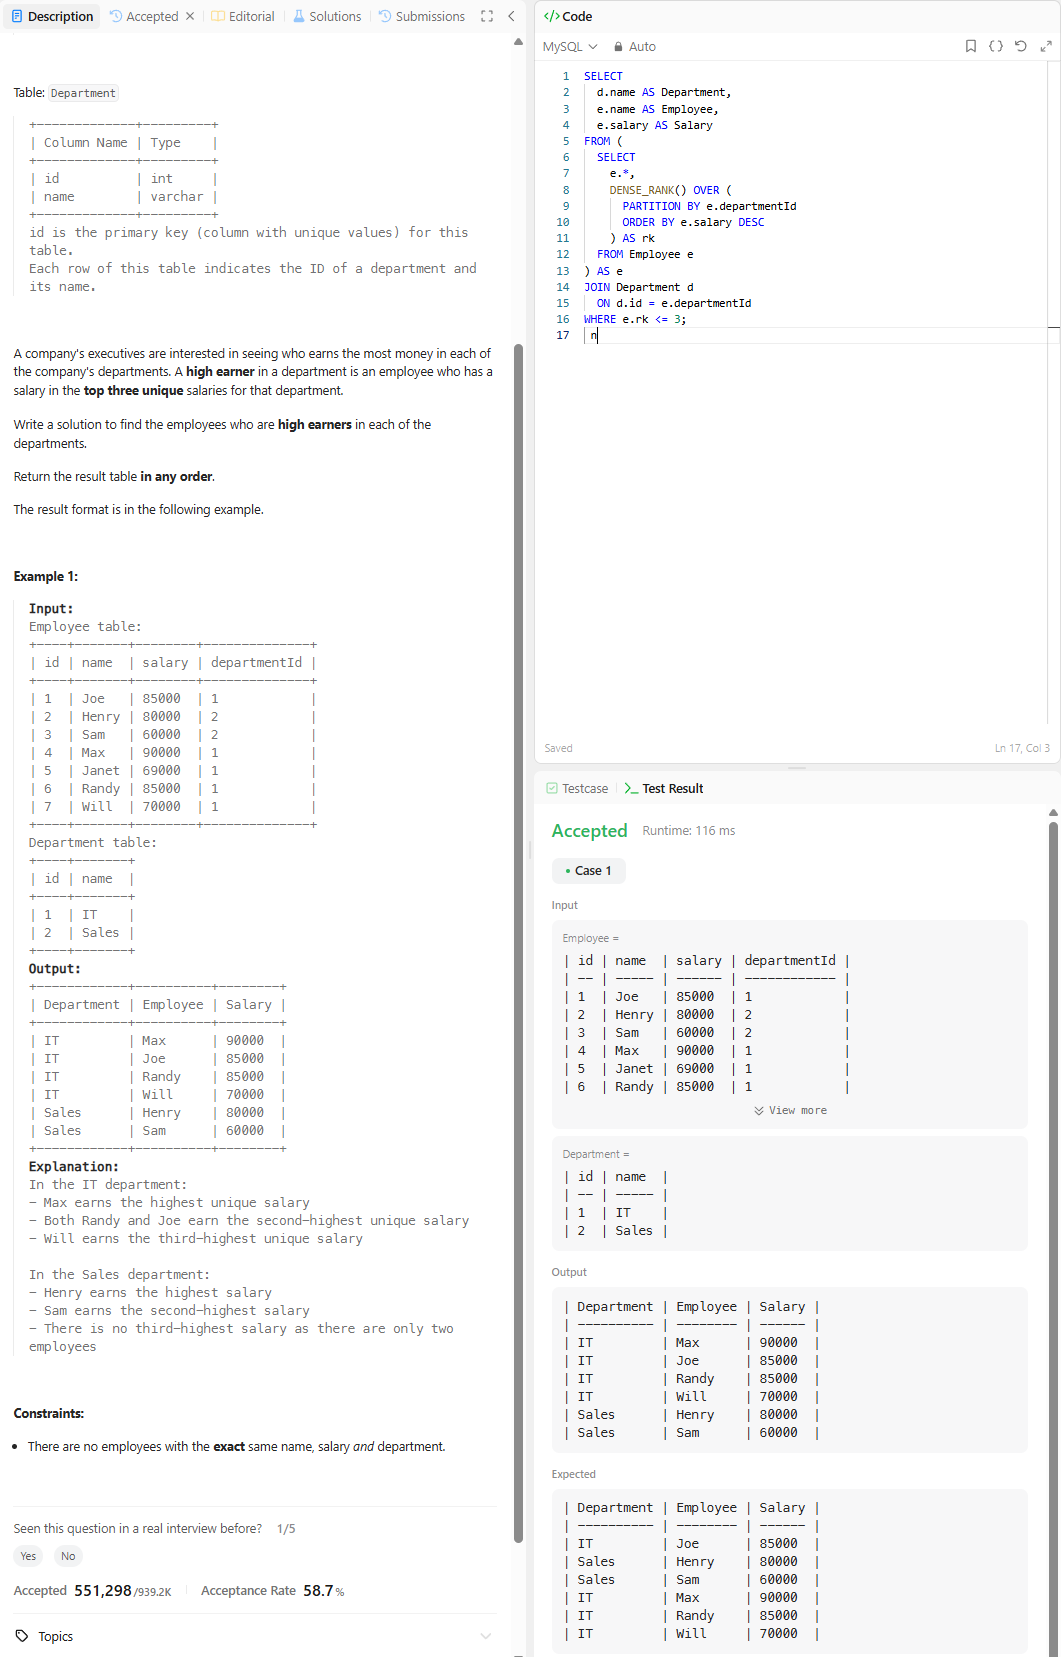 Description
Accepted
Editorial
Solutions
Submissions
Table: Department
+-------------+---------+
| Column Name | Type    |
+-------------+---------+
| id          | int     |
| name        | varchar |
+-------------+---------+
id is the primary key (column with unique values) for this
table.
Each row of this table indicates the ID of a department and
its name.
A company's executives are interested in seeing who earns the most money in each of
the company's departments. A high earner in a department is an employee who has a
salary in the top three unique salaries for that department.
Write a solution to find the employees who are high earners in each of the
departments.
Return the result table in any order.
The result format is in the following example.
Example 1:
Input:
Employee table:
+----+-------+--------+--------------+
| id | name  | salary | departmentId |
+----+-------+--------+--------------+
| 1  | Joe   | 85000  | 1            |
| 2  | Henry | 80000  | 2            |
| 3  | Sam   | 60000  | 2            |
| 4  | Max   | 90000  | 1            |
| 5  | Janet | 69000  | 1            |
| 6  | Randy | 85000  | 1            |
| 7  | Will  | 70000  | 1            |
+----+-------+--------+--------------+
Department table:
+----+-------+
| id | name  |
+----+-------+
| 1  | IT    |
| 2  | Sales |
+----+-------+
Output:
+------------+----------+--------+
| Department | Employee | Salary |
+------------+----------+--------+
| IT         | Max      | 90000  |
| IT         | Joe      | 85000  |
| IT         | Randy    | 85000  |
| IT         | Will     | 70000  |
| Sales      | Henry    | 80000  |
| Sales      | Sam      | 60000  |
+------------+----------+--------+
Explanation:
In the IT department:
- Max earns the highest unique salary
- Both Randy and Joe earn the second-highest unique salary
- Will earns the third-highest unique salary
In the Sales department:
- Henry earns the highest salary
- Sam earns the second-highest salary
- There is no third-highest salary as there are only two
employees
Constraints:
• There are no employees with the exact same name, salary and department.
Seen this question in a real interview before? 1/5
Yes No
Accepted 551,298/939.2K Acceptance Rate 58.7%
Topics
</> Code
MySQL Auto
1 SELECT
2   d.name AS Department,
3   e.name AS Employee,
4   e.salary AS Salary
5 FROM (
6   SELECT
7     e.*,
8     DENSE_RANK() OVER (
9       PARTITION BY e.departmentId
10       ORDER BY e.salary DESC
11     ) AS rk
12   FROM Employee e
13 ) AS e
14 JOIN Department d
15   ON d.id = e.departmentId
16 WHERE e.rk <= 3;
17  n
Saved Ln 17, Col 3
Testcase
Test Result
Accepted Runtime: 116 ms
• Case 1
Input
Employee =
| id | name  | salary | departmentId |
| -- | ----- | ------ | ------------ |
| 1  | Joe   | 85000  | 1            |
| 2  | Henry | 80000  | 2            |
| 3  | Sam   | 60000  | 2            |
| 4  | Max   | 90000  | 1            |
| 5  | Janet | 69000  | 1            |
| 6  | Randy | 85000  | 1            |
View more
Department =
| id | name  |
| -- | ----- |
| 1  | IT    |
| 2  | Sales |
Output
| Department | Employee | Salary |
| ---------- | -------- | ------ |
| IT         | Max      | 90000  |
| IT         | Joe      | 85000  |
| IT         | Randy    | 85000  |
| IT         | Will     | 70000  |
| Sales      | Henry    | 80000  |
| Sales      | Sam      | 60000  |
Expected
| Department | Employee | Salary |
| ---------- | -------- | ------ |
| IT         | Joe      | 85000  |
| Sales      | Henry    | 80000  |
| Sales      | Sam      | 60000  |
| IT         | Max      | 90000  |
| IT         | Randy    | 85000  |
| IT         | Will     | 70000  |